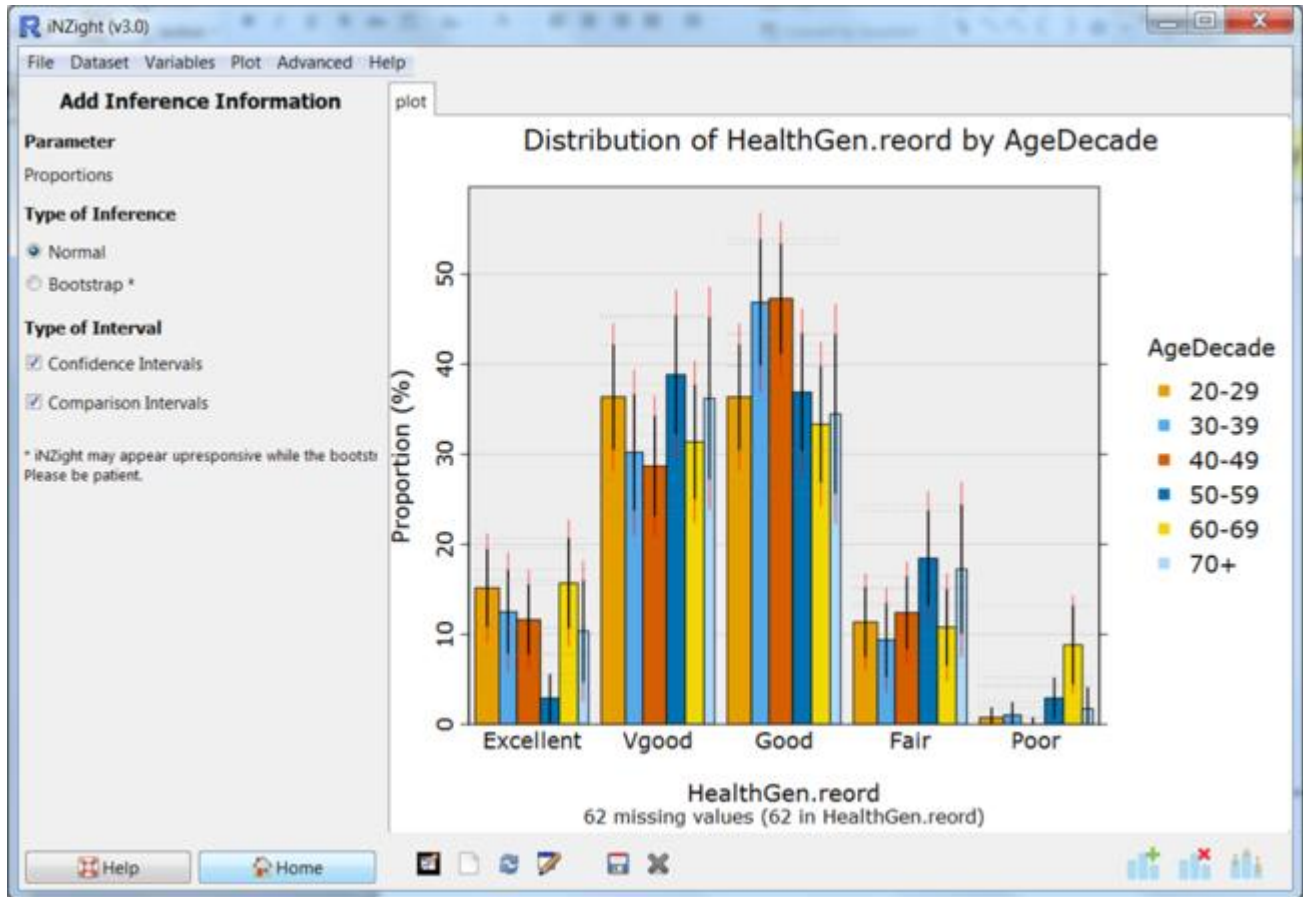 iNZight (v3.0)
File Dataset Variables Plot Advanced Help
Add Inference Information
Parameter
Proportions
Type of Inference
Normal
Bootstrap *
Type of Interval
Confidence Intervals
Comparison Intervals
* iNZight may appear upresponsive while the bootst
Please be patient.
Help
Home
plot
Distribution of HealthGen.reord by AgeDecade
Proportion (%)
50
40
30
20
10
0
Excellent Vgood Good Fair Poor
HealthGen.reord
62 missing values (62 in HealthGen.reord)
AgeDecade
20-29
30-39
40-49
50-59
60-69
70+